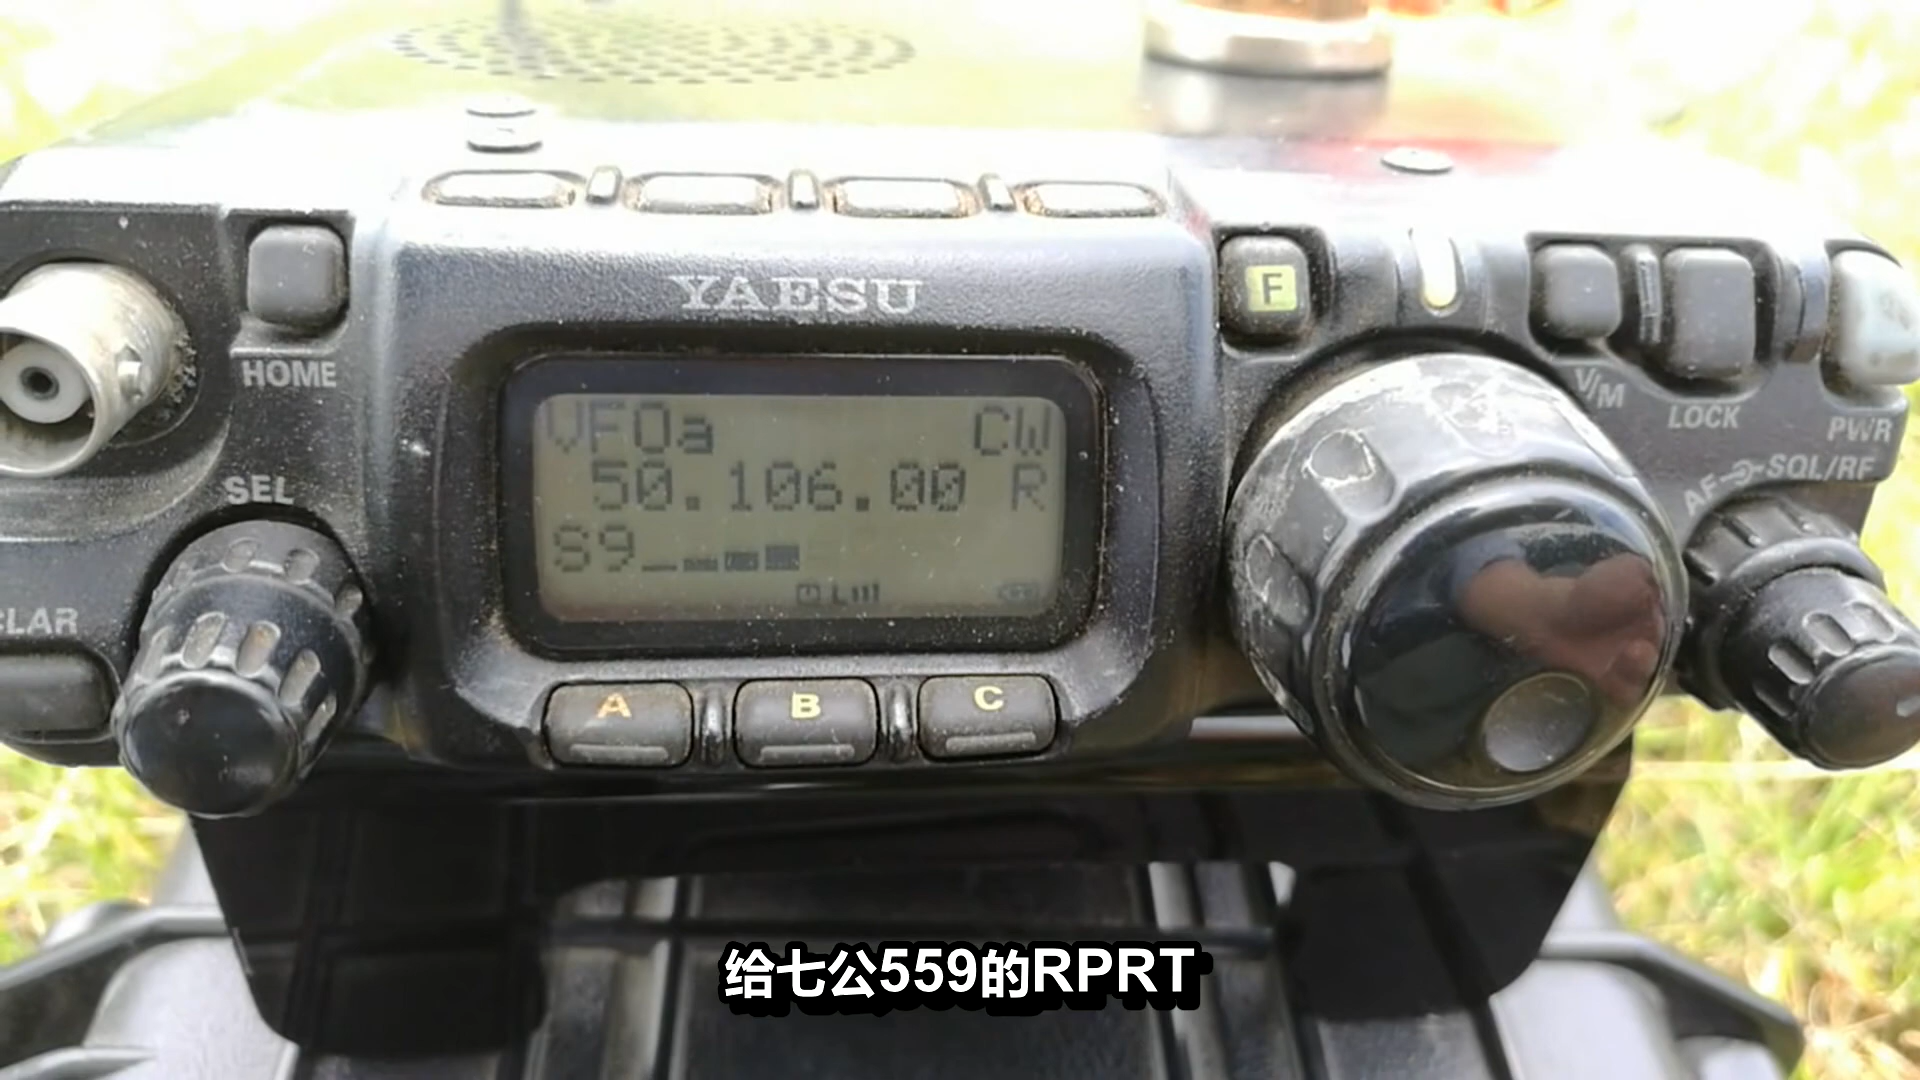 YAESU
F
HOME
V/M
LOCK
PWR
VFOa CW
50.106.00 R
S9
SEL
AF SQL/RF
CLAR
A
B
C
给七公559的RPRT